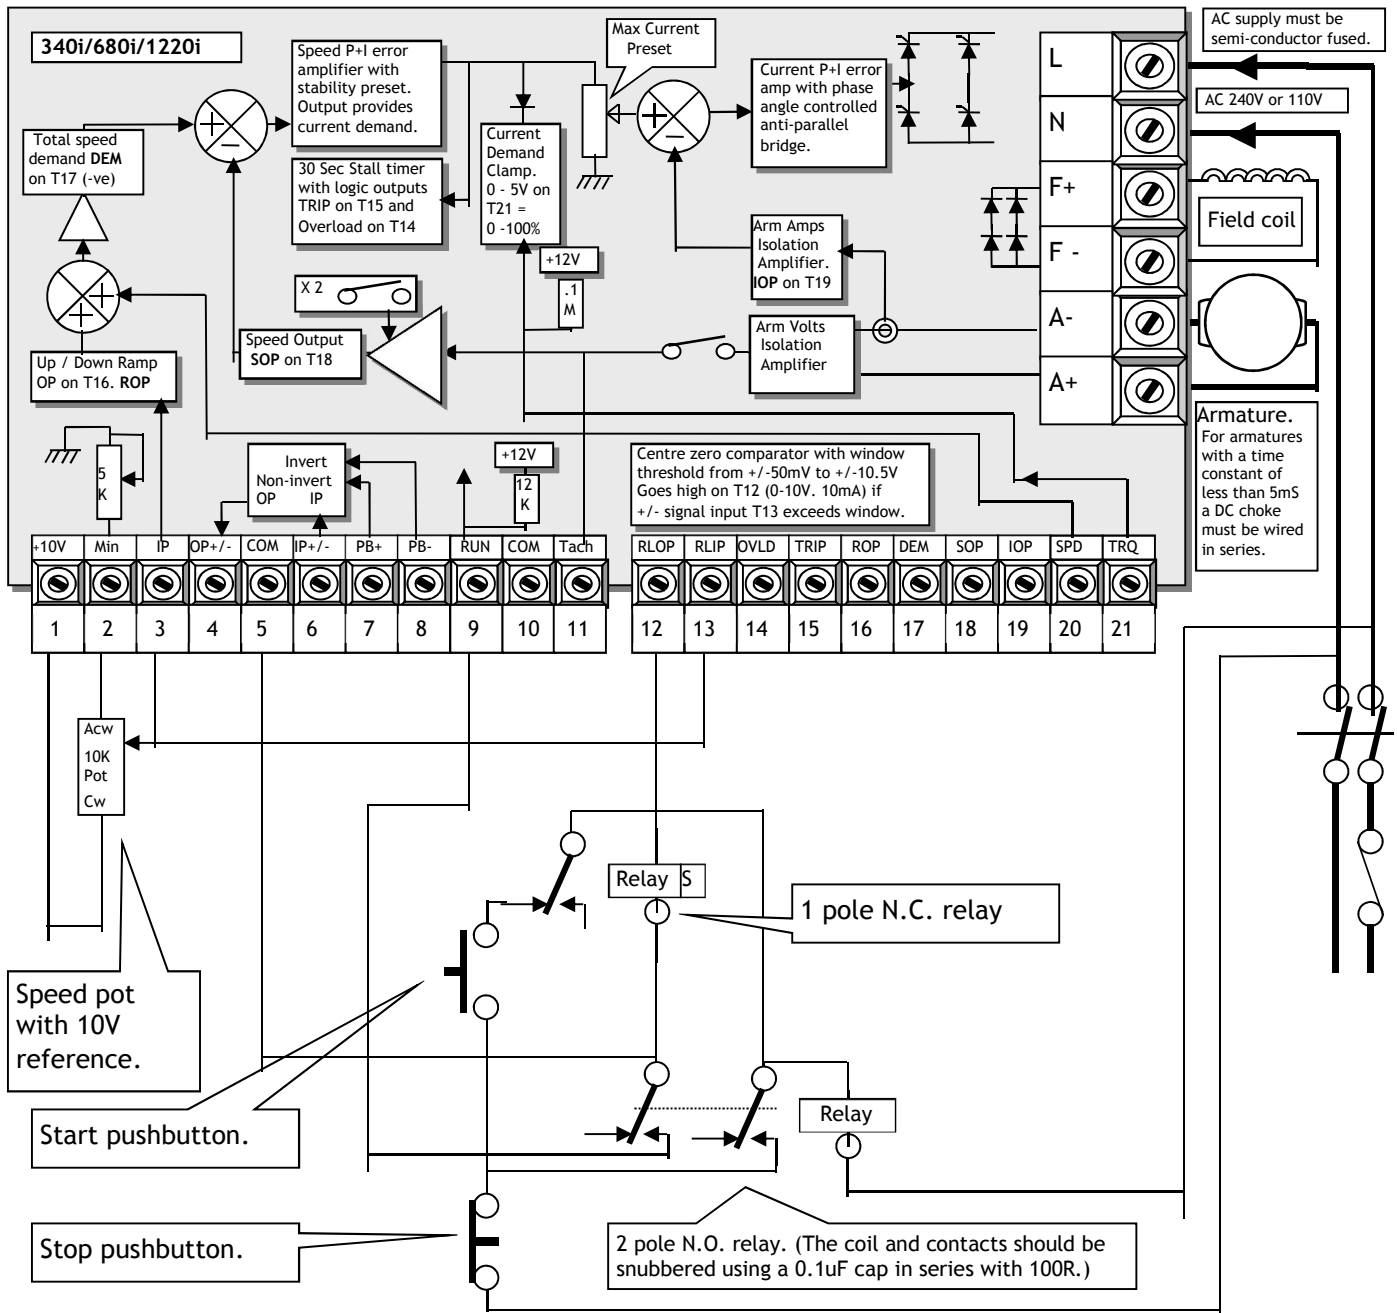 340i/680i/1220i
Speed P+I error
amplifier with
stability preset.
Output provides
current demand.
Max Current
Preset
Current P+I error
amp with phase
angle controlled
anti-parallel
bridge.
AC supply must be
semi-conductor fused.
AC 240V or 110V
L
N
F+
F -
A-
A+
Field coil
Total speed
demand DEM
on T17 (-ve)
30 Sec Stall timer
with logic outputs
TRIP on T15 and
Overload on T14
Current
Demand
Clamp.
0 - 5V on
T21 =
0 -100%
Arm Amps
Isolation
Amplifier.
IOP on T19
+12V
.1
M
X 2
Speed Output
SOP on T18
Arm Volts
Isolation
Amplifier
Up / Down Ramp
OP on T16. ROP
Armature.
For armatures
with a time
constant of
less than 5mS
a DC choke
must be wired
in series.
5
K
Invert
Non-invert
OP IP
+12V
12
K
Centre zero comparator with window
threshold from +/-50mV to +/-10.5V
Goes high on T12 (0-10V. 10mA) if
+/- signal input T13 exceeds window.
+10V Min IP OP+/- COM IP+/- PB+ PB- RUN COM Tach RLOP RLIP OVLD TRIP ROP DEM SOP IOP SPD TRQ
1 2 3 4 5 6 7 8 9 10 11 12 13 14 15 16 17 18 19 20 21
Acw
10K
Pot
Cw
Relay S
1 pole N.C. relay
Speed pot
with 10V
reference.
Start pushbutton.
Relay
Stop pushbutton.
2 pole N.O. relay. (The coil and contacts should be
snubbered using a 0.1uF cap in series with 100R.)